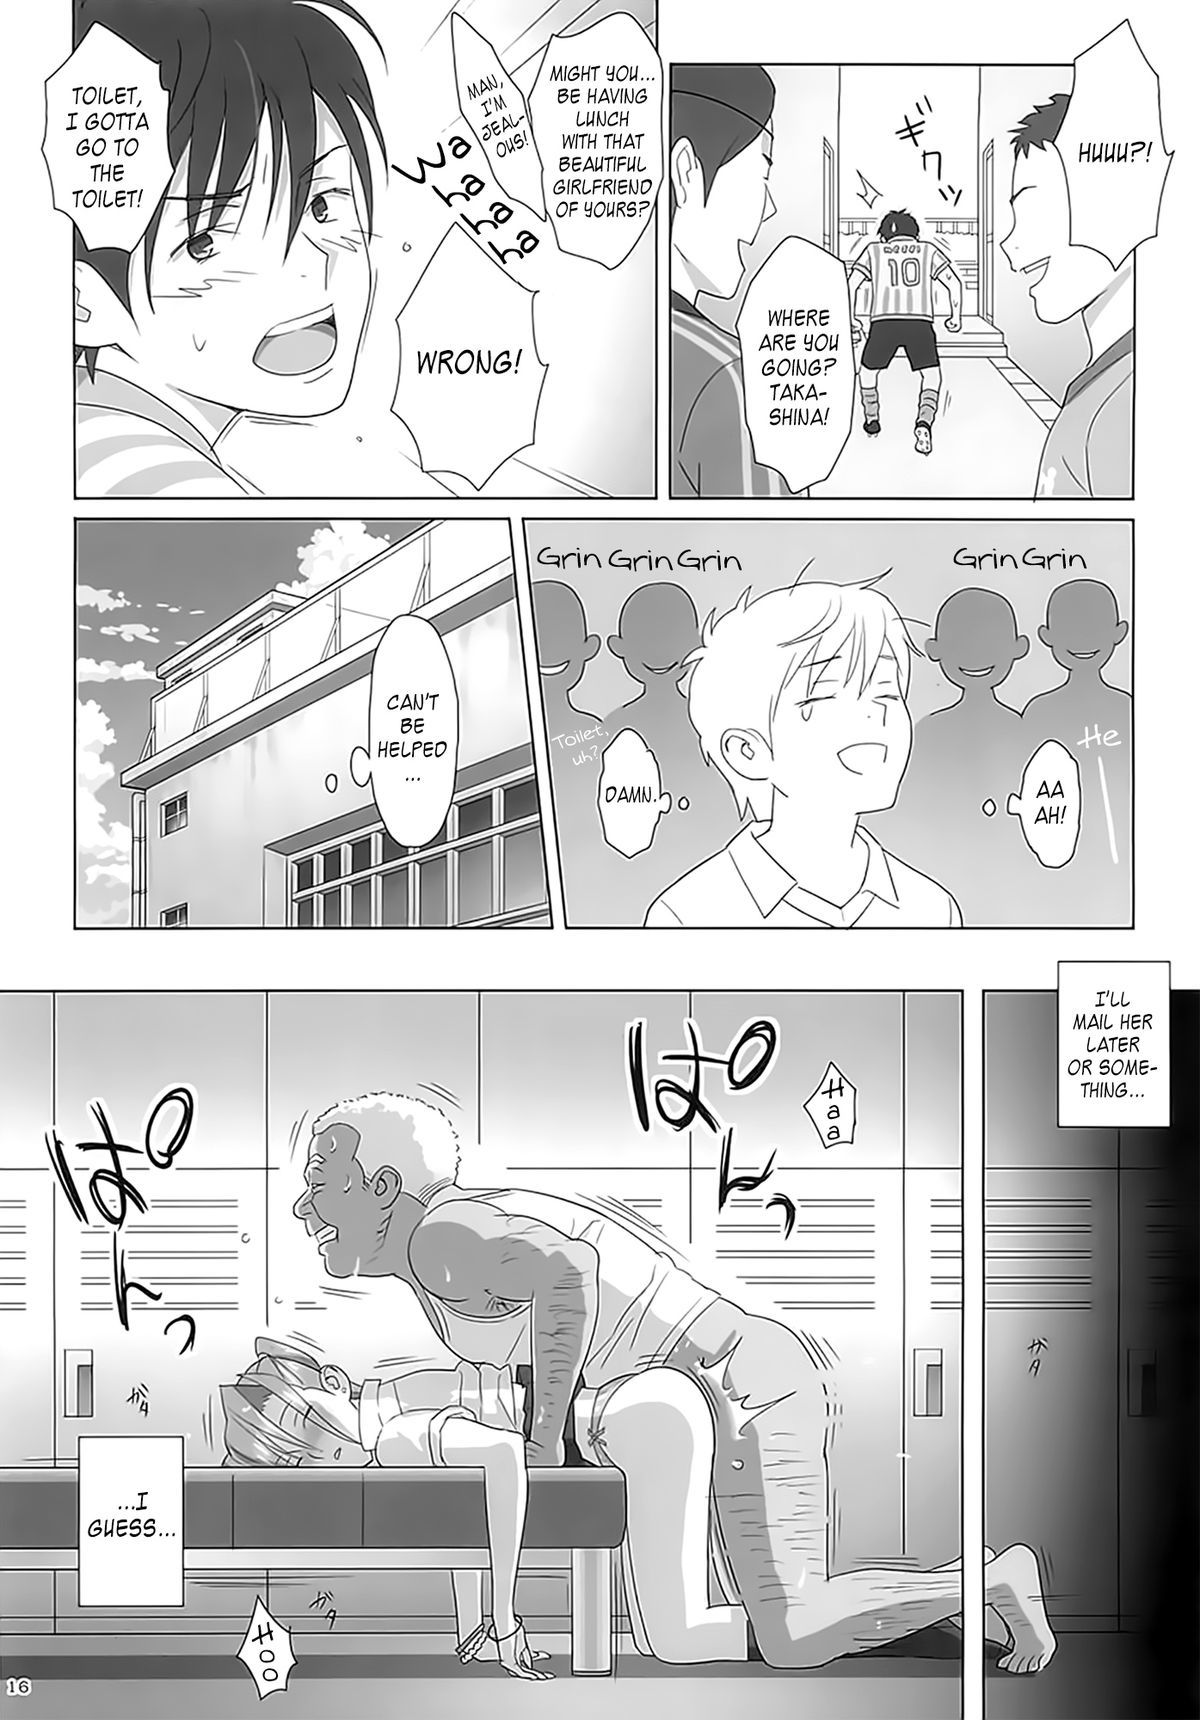 HUUU?!
ギクッ
MESSI
10
WHERE
ARE YOU
GOING?
TAKA-
SHINA!
MIGHT YOU...
BE HAVING
LUNCH
WITH THAT
BEAUTIFUL
GIRLFRIEND
OF YOURS?
MAN,
I'M
JEAL-
OUS!
Wa
Ha
Ha
Ha
WRONG!
TOILET,
I GOTTA
GO TO
THE
TOILET!
Grin Grin
Grin Grin Grin
He
AA
AH!
Toilet,
uh?
DAMN.
CAN'T
BE
HELPED
...
I'LL
MAIL HER
LATER
OR SOME-
THING...
ガタ
Haa
ぱんっ
ぱんっ
ガタ
...I
GUESS...
Hoo
ガタ
16